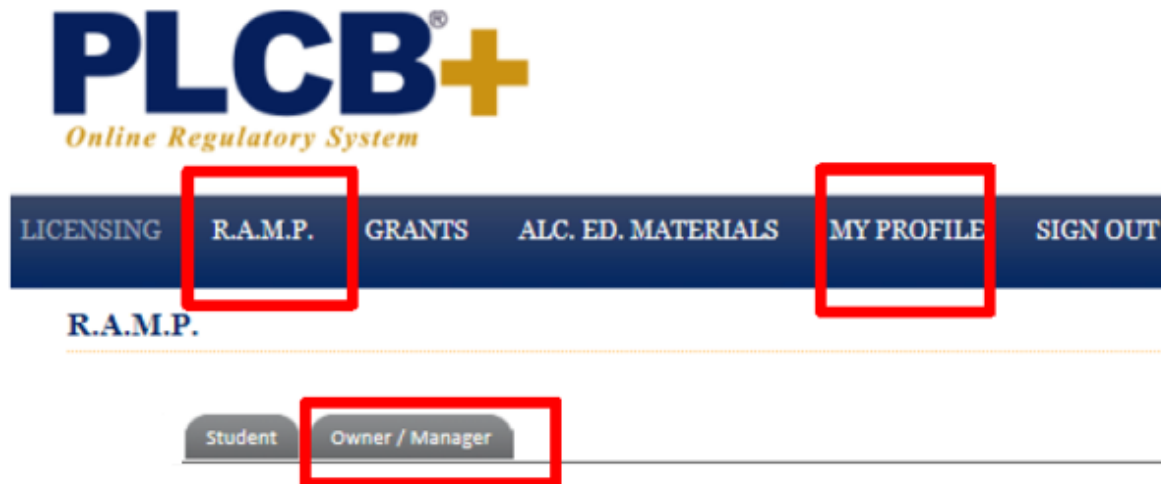 PLCB®+
Online Regulatory System
LICENSING R.A.M.P. GRANTS ALC. ED. MATERIALS MY PROFILE SIGN OUT
R.A.M.P.
Student Owner / Manager